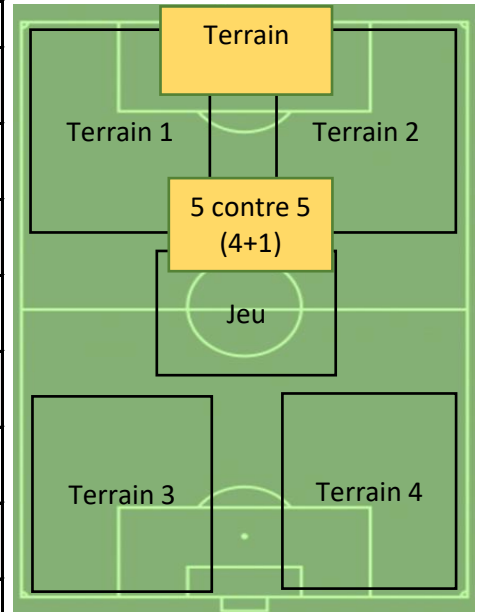 Terrain
Terrain 1
Terrain 2
5 contre 5
(4+1)
Jeu
Terrain 3
Terrain 4